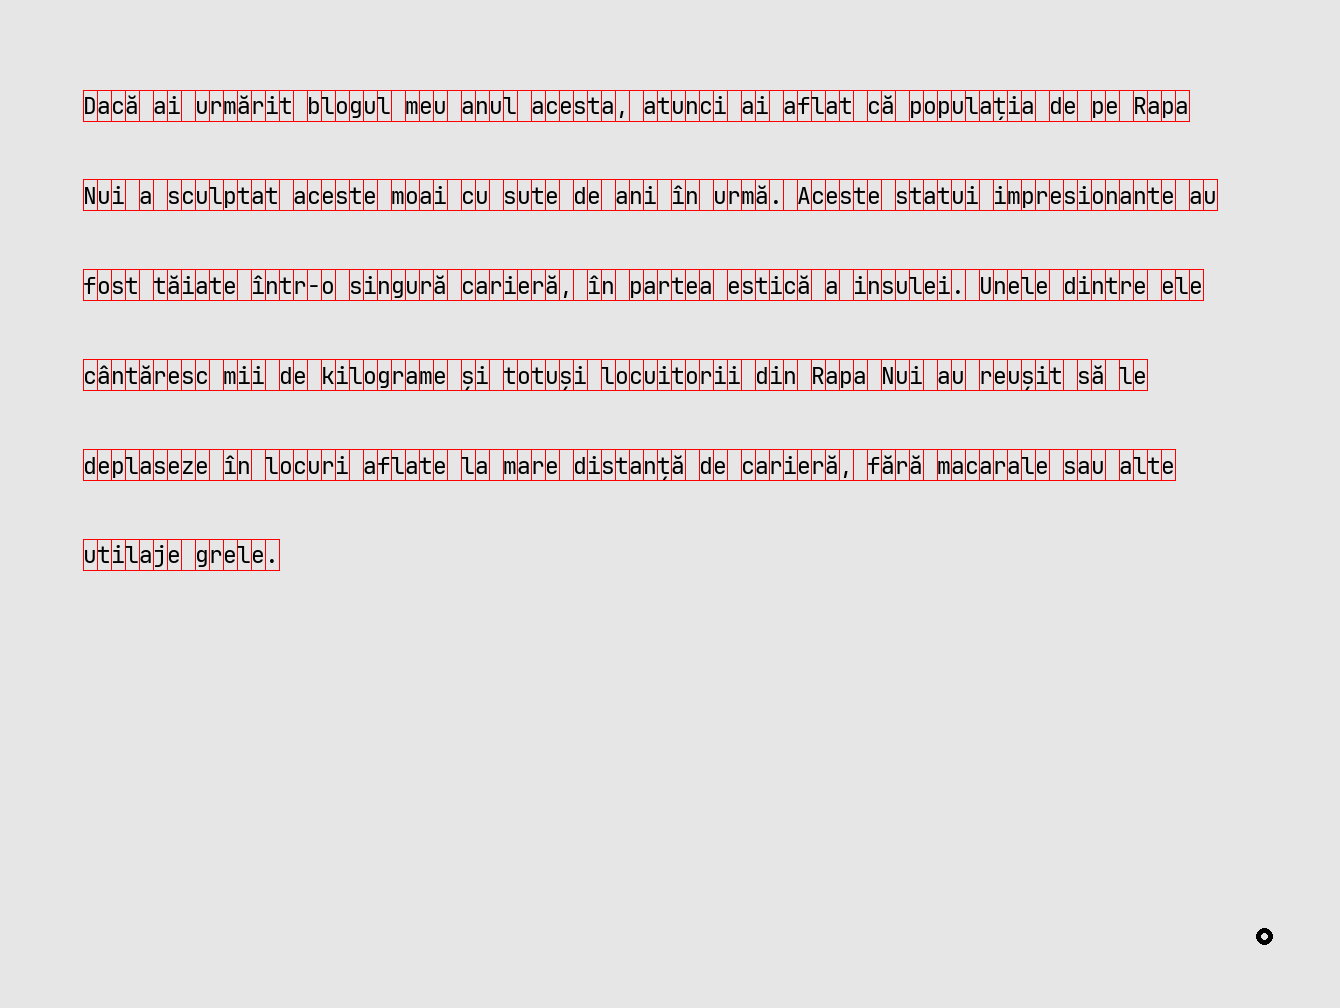 Dacă ai urmărit blogul meu anul acesta, atunci ai aflat că populația de pe Rapa
Nui a sculptat aceste moai cu sute de ani în urmă. Aceste statui impresionante au
fost tăiate într-o singură carieră, în partea estică a insulei. Unele dintre ele
cântăresc mii de kilograme și totuși locuitorii din Rapa Nui au reușit să le
deplaseze în locuri aflate la mare distanță de carieră, fără macarale sau alte
utilaje grele.